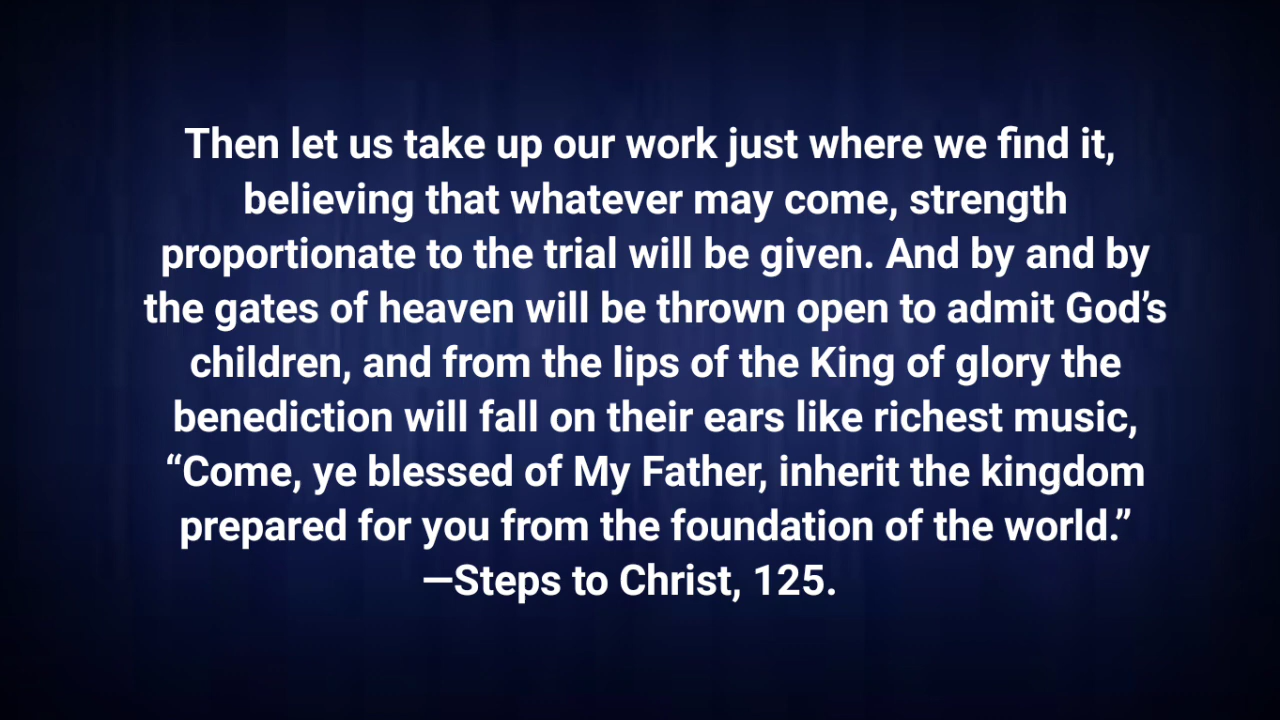 Then let us take up our work just where we find it,
believing that whatever may come, strength
proportionate to the trial will be given. And by and by
the gates of heaven will be thrown open to admit God’s
children, and from the lips of the King of glory the
benediction will fall on their ears like richest music,
“Come, ye blessed of My Father, inherit the kingdom
prepared for you from the foundation of the world.”
—Steps to Christ, 125.